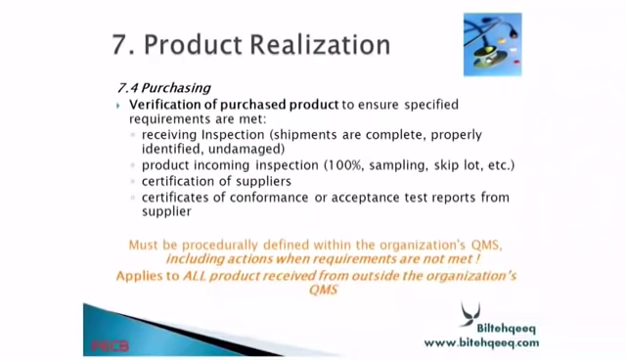 7. Product Realization
7.4 Purchasing
Verification of purchased product to ensure specified
requirements are met:
receiving Inspection (shipments are complete, properly
identified, undamaged)
product incoming inspection (100%, sampling, skip lot, etc.)
certification of suppliers
certificates of conformance or acceptance test reports from
supplier
Must be procedurally defined within the organization's QMS,
including actions when requirements are not met !
Applies to ALL product received from outside the organization's
QMS
PECB
Biltehqeeq
www.bitehqeeq.com